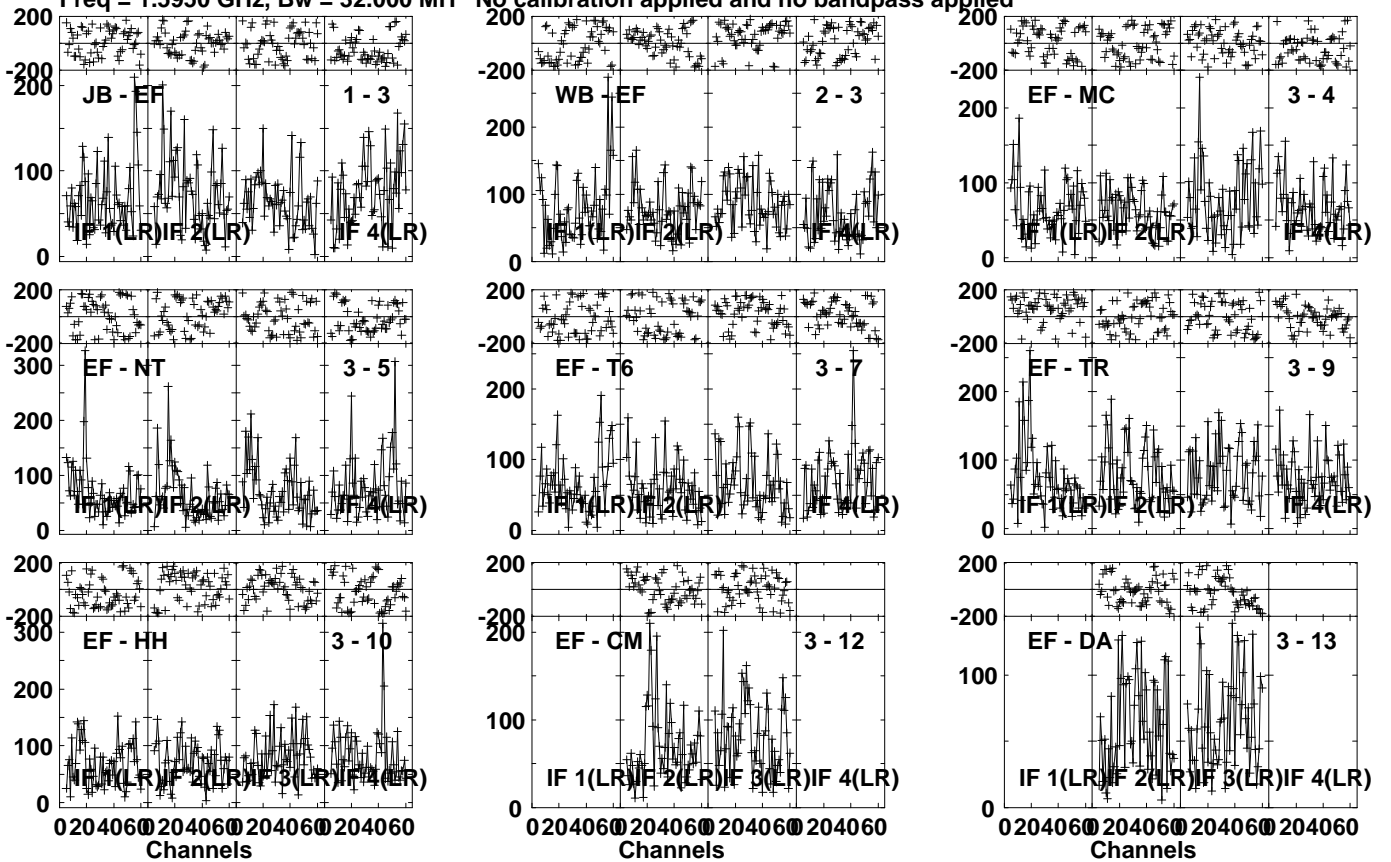 Freq = 1.5950 GHz, Bw = 32.000 MH No calibration applied and no bandpass applied
-200
200 JB - EF 1 - 3
100
IF 1(LR) IF 2(LR) IF 4(LR)
0
-200
WB - EF 2 - 3
200
100
IF 1(LR) IF 2(LR) IF 4(LR)
0
-200
EF - MC 3 - 4
200
100
IF 1(LR) IF 2(LR) IF 4(LR)
0
200
-200
300 EF - NT 3 - 5
200
100
IF 1(LR) IF 2(LR) IF 4(LR)
0
200
-200
EF - T6 3 - 7
200
100
IF 1(LR) IF 2(LR) IF 4(LR)
0
200
-200
EF - TR 3 - 9
200
100
IF 1(LR) IF 2(LR) IF 4(LR)
0
200
-200
300 EF - HH 3 - 10
200
100
IF 1(LR) IF 2(LR) IF 3(LR) IF 4(LR)
0
0 20 40 60 0 20 40 60 0 20 40 60 0 20 40 60
Channels
200
-200
200 EF - CM 3 - 12
100
IF 1(LR) IF 2(LR) IF 3(LR) IF 4(LR)
0
0 20 40 60 0 20 40 60 0 20 40 60 0 20 40 60
Channels
200
-200
EF - DA 3 - 13
100
IF 1(LR) IF 2(LR) IF 3(LR) IF 4(LR)
0
0 20 40 60 0 20 40 60 0 20 40 60 0 20 40 60
Channels